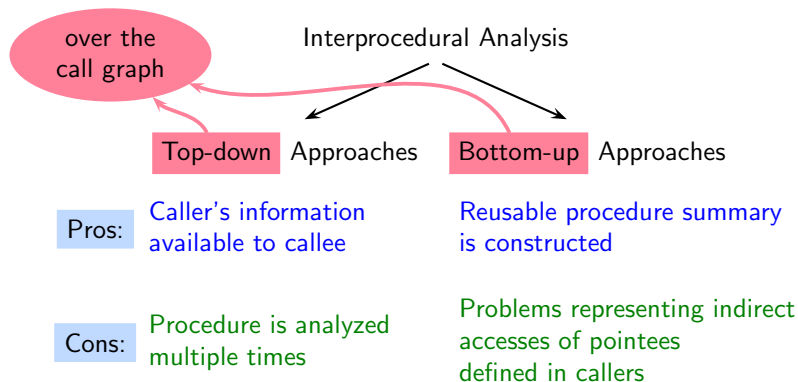 over the
call graph
Interprocedural Analysis
Top-down Approaches
Bottom-up Approaches
Pros:
Caller's information
available to callee
Reusable procedure summary
is constructed
Cons:
Procedure is analyzed
multiple times
Problems representing indirect
accesses of pointees
defined in callers